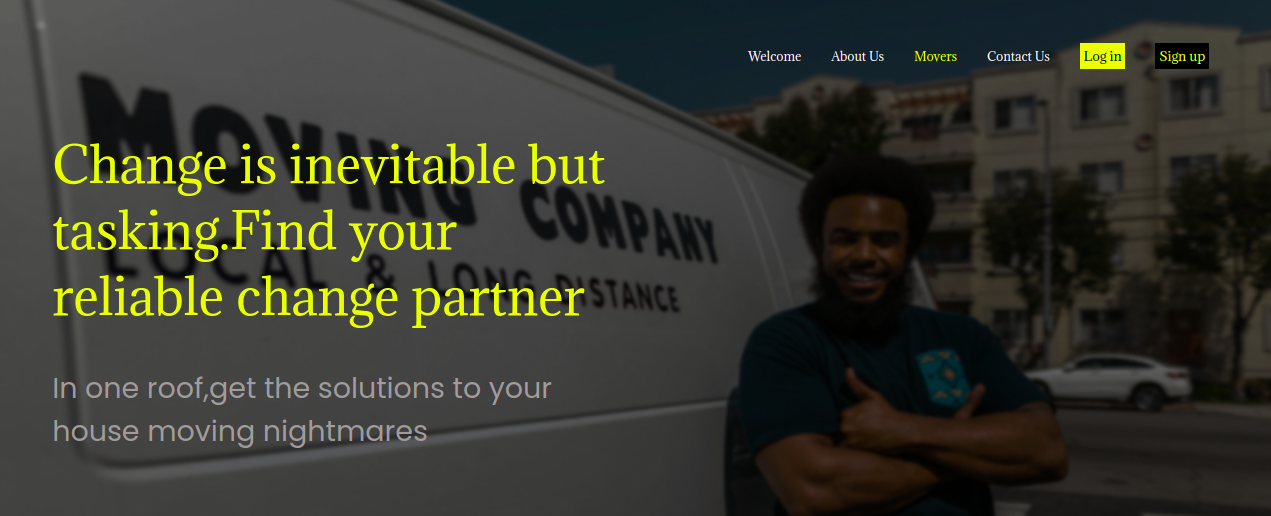 Welcome About Us Movers Contact Us Log in Sign up
MOVING COMPANY
LOCAL & LONG DISTANCE
Change is inevitable but
tasking.Find your
reliable change partner
In one roof,get the solutions to your
house moving nightmares